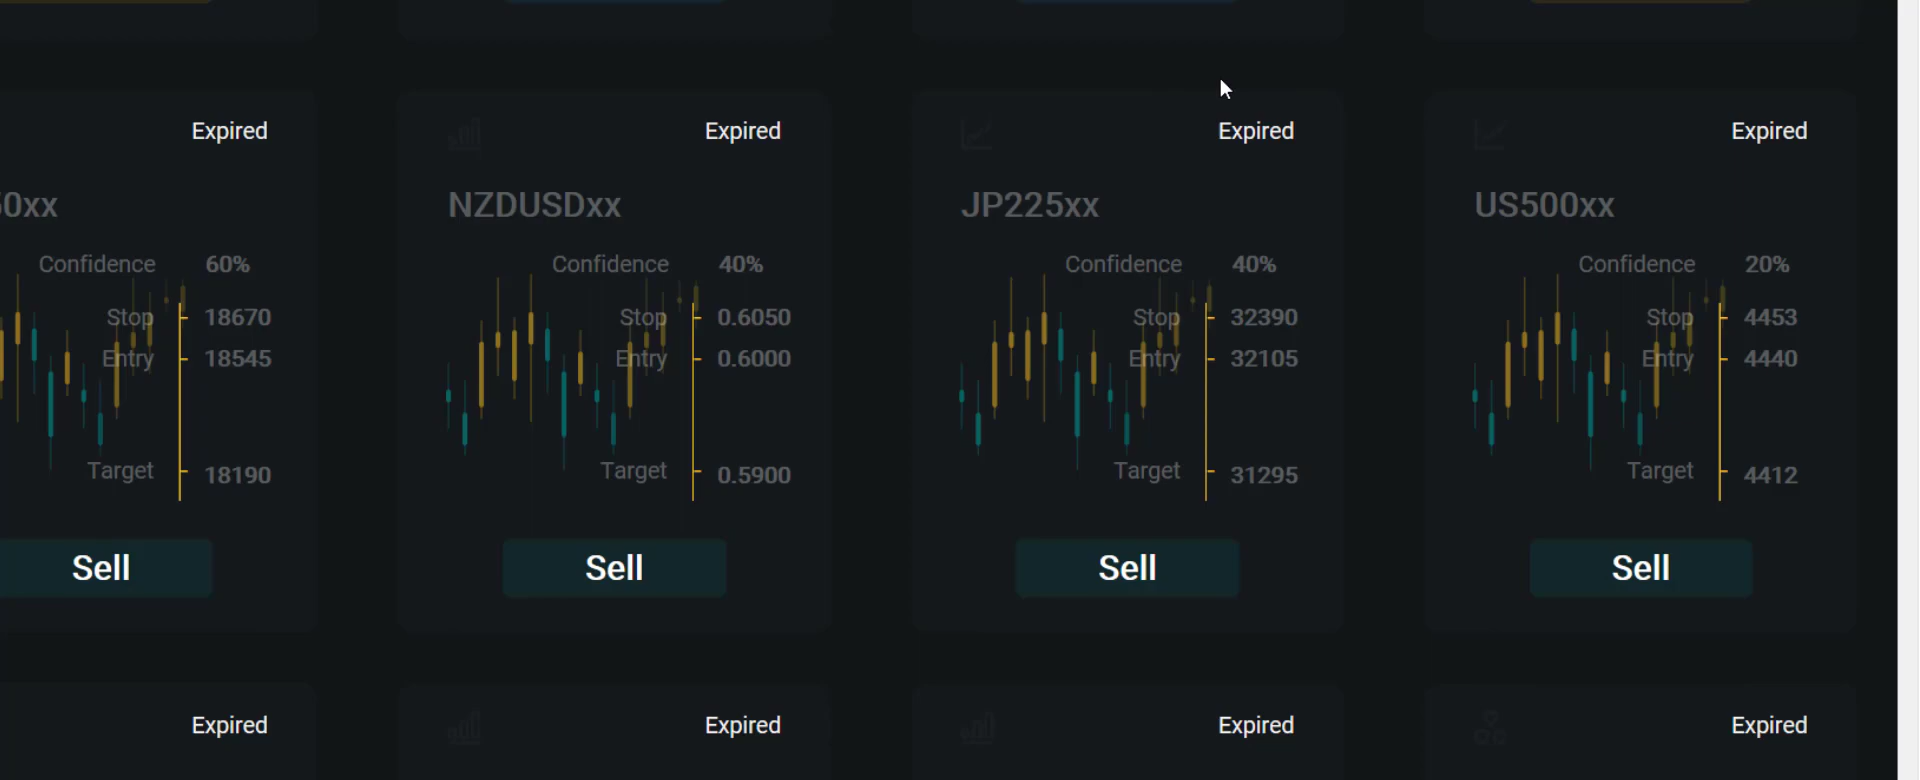 Expired
Expired
Expired
Expired
0xx
NZDUSDxx
JP225xx
US500xx
Confidence 60%
Stop 18670
Entry 18545
Target 18190
Sell
Confidence 40%
Stop 0.6050
Entry 0.6000
Target 0.5900
Sell
Confidence 40%
Stop 32390
Entry 32105
Target 31295
Sell
Confidence 20%
Stop 4453
Entry 4440
Target 4412
Sell
Expired
Expired
Expired
Expired